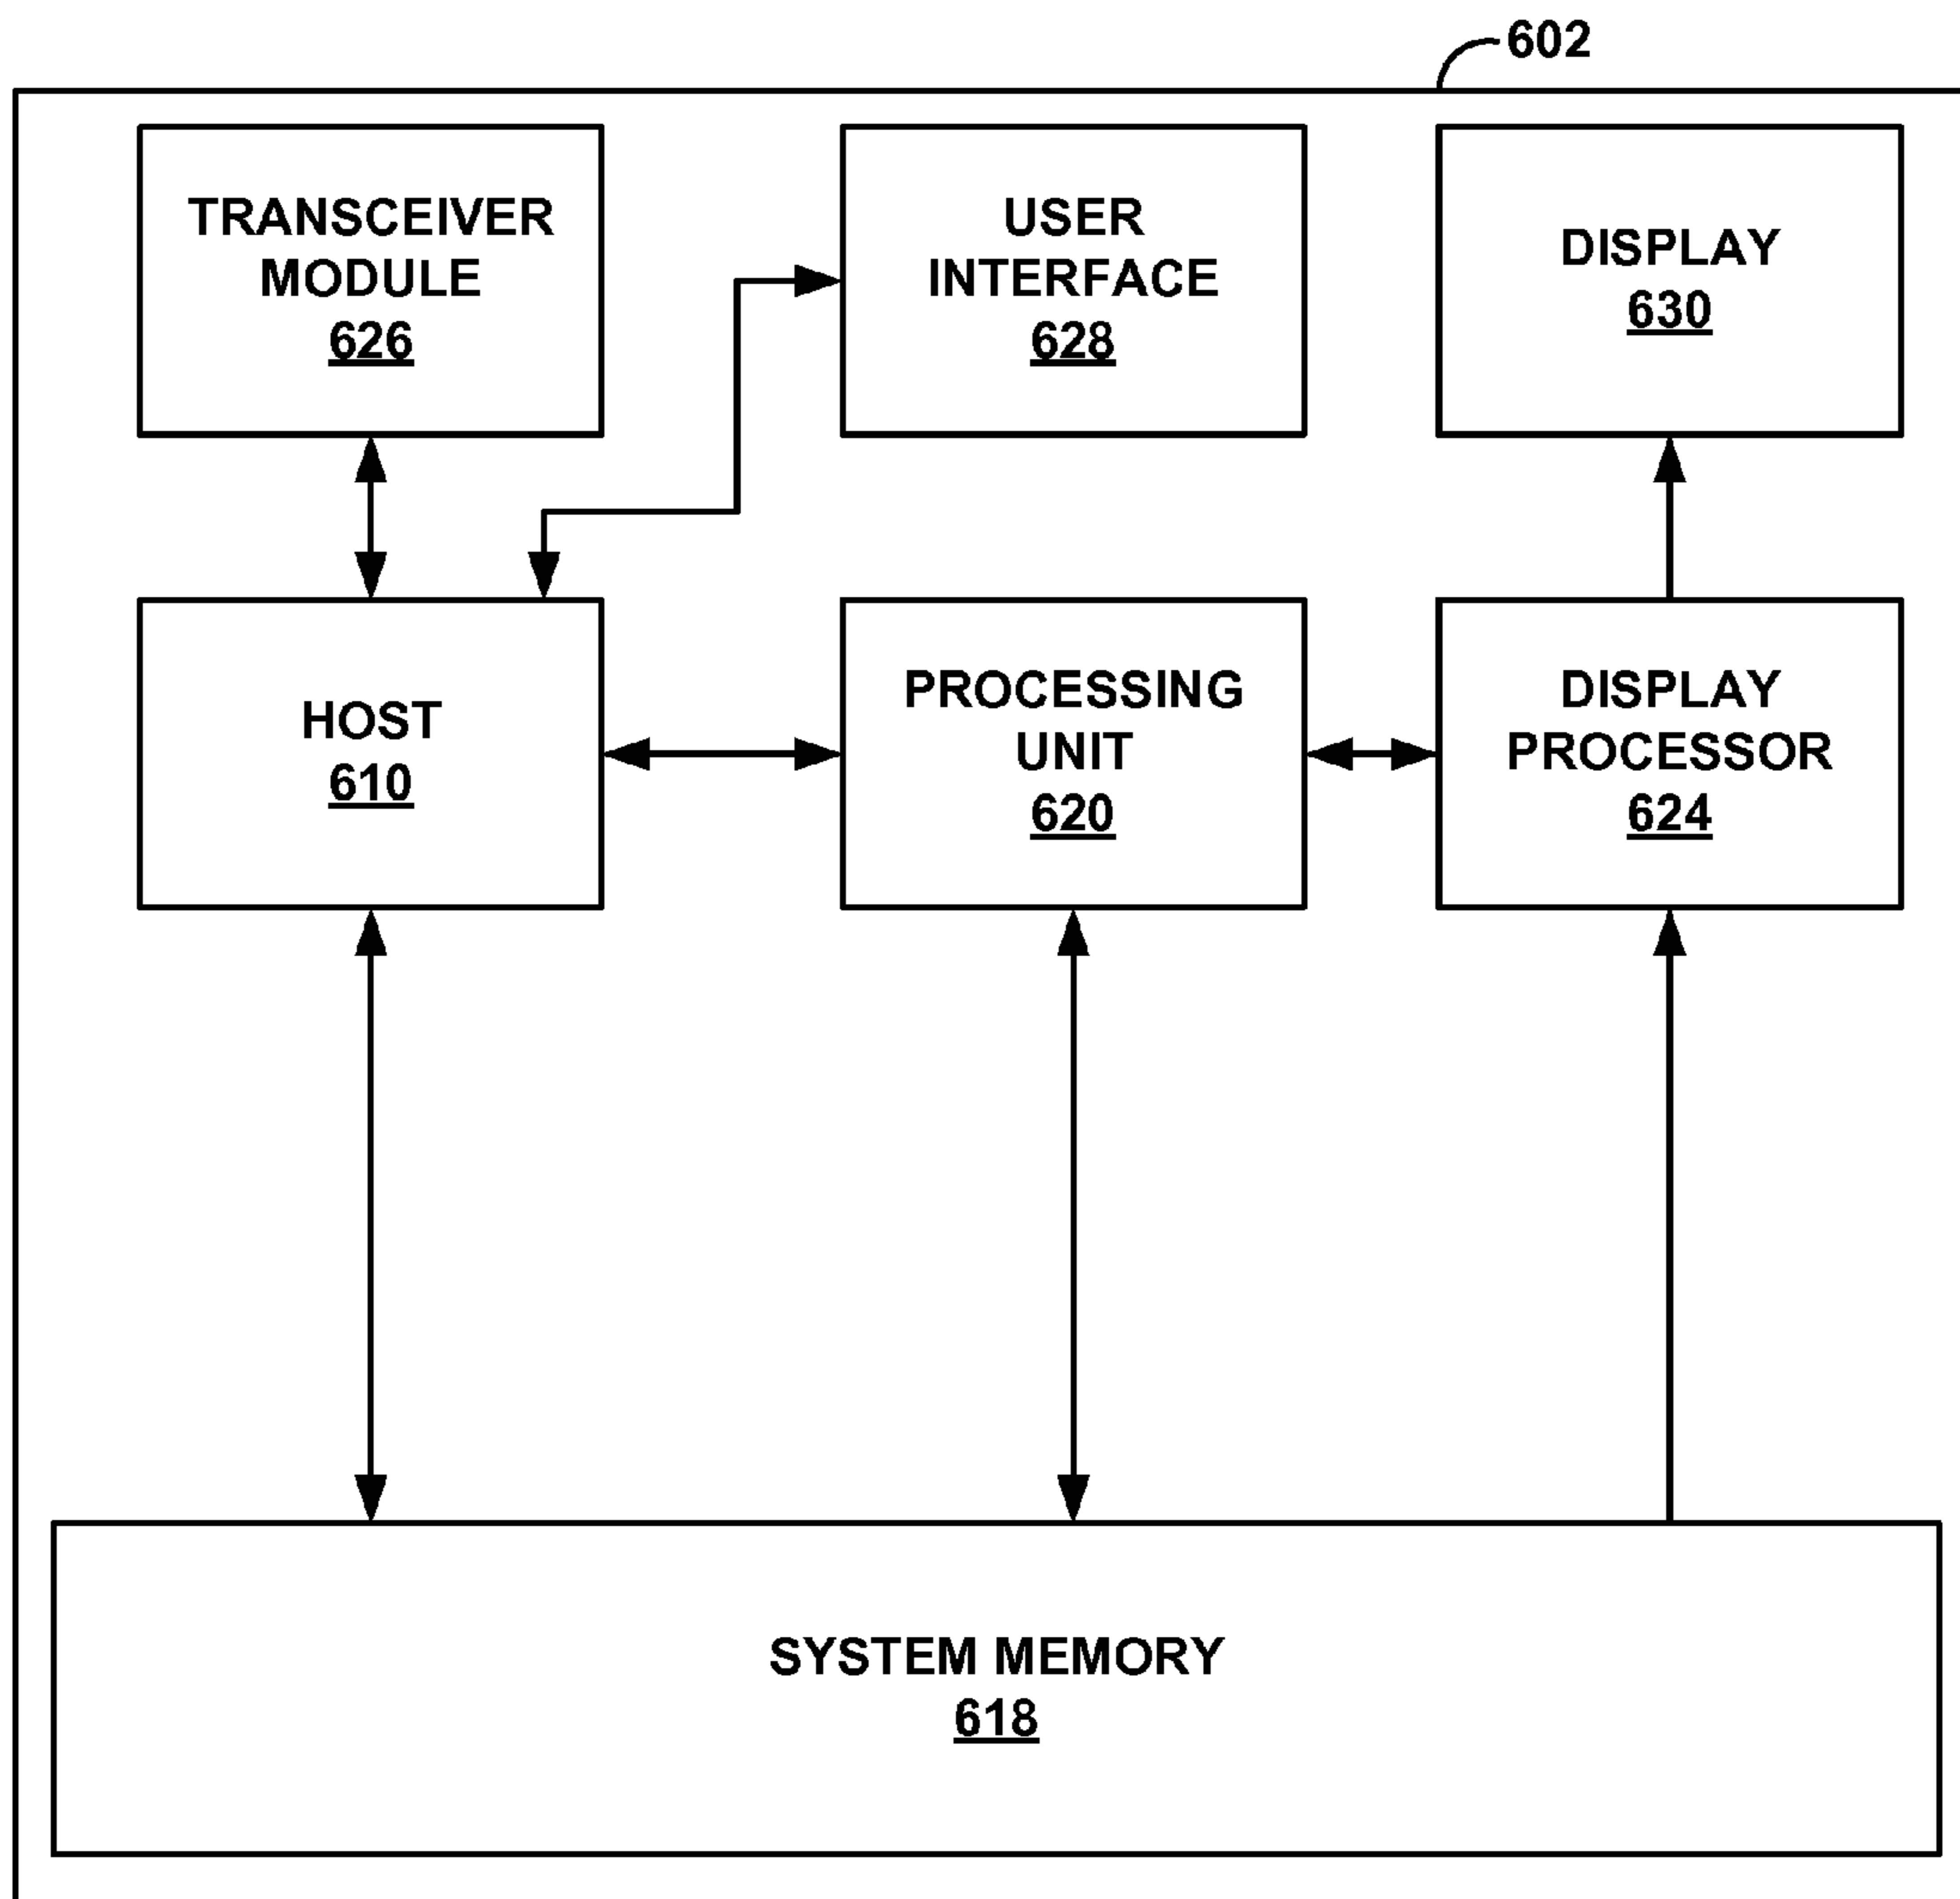 602
TRANSCEIVER
MODULE
626
USER
INTERFACE
628
DISPLAY
630
HOST
610
PROCESSING
UNIT
620
DISPLAY
PROCESSOR
624
SYSTEM MEMORY
618